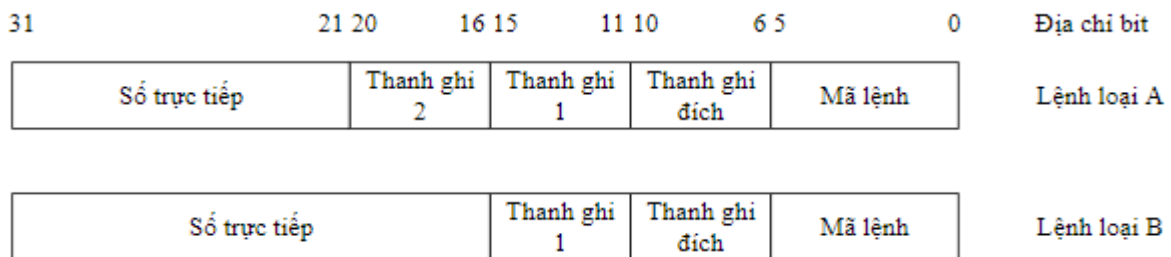 31 21 20 16 15 11 10 6 5 0 Địa chỉ bit
Số trực tiếp Thanh ghi 2 Thanh ghi 1 Thanh ghi đích Mã lệnh Lệnh loại A
Số trực tiếp Thanh ghi 1 Thanh ghi đích Mã lệnh Lệnh loại B